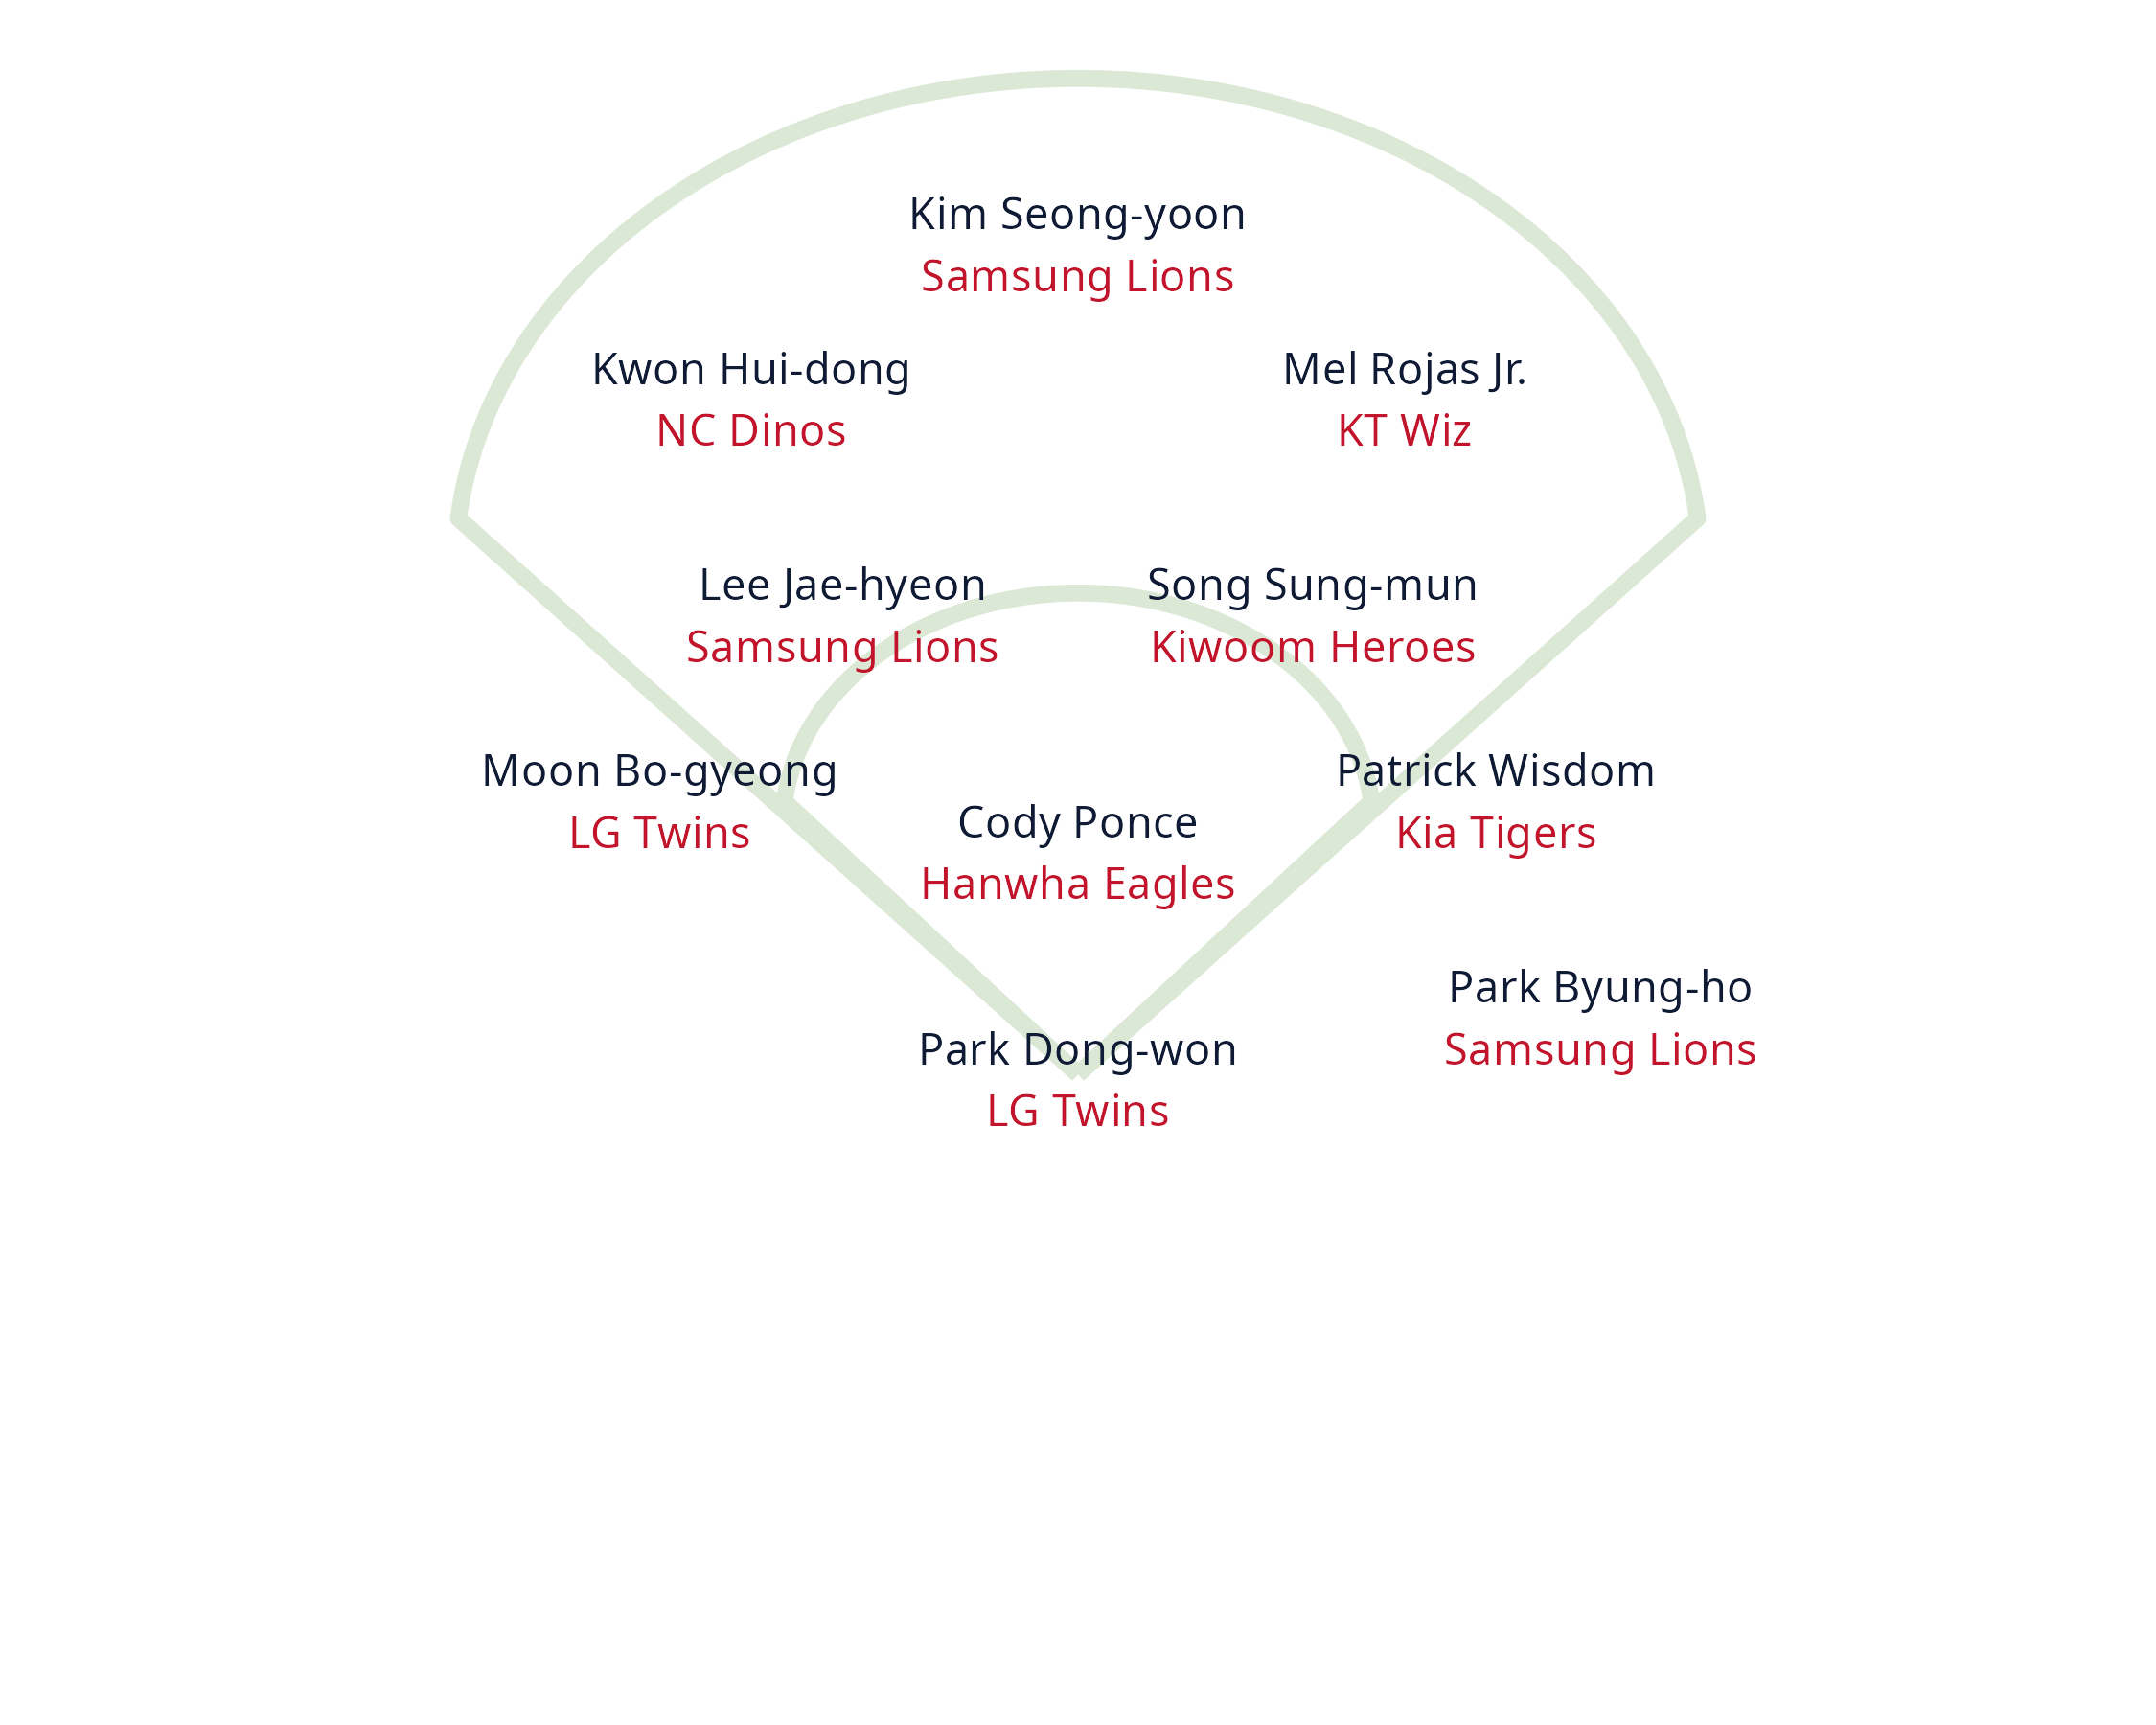 Kim Seong-yoon
Samsung Lions
Kwon Hui-dong
NC Dinos
Mel Rojas Jr.
KT Wiz
Lee Jae-hyeon
Samsung Lions
Song Sung-mun
Kiwoom Heroes
Moon Bo-gyeong
LG Twins
Cody Ponce
Hanwha Eagles
Patrick Wisdom
Kia Tigers
Park Dong-won
LG Twins
Park Byung-ho
Samsung Lions